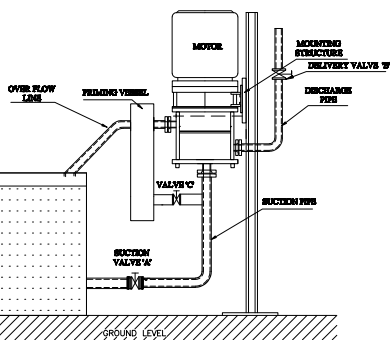 MOTOR
MOUNTING
STRUCTURE
DELIVERY VALVE 'B'
OVER FLOW
LINE
PRIMING VESSEL
DISCHARGE
PIPE
VALVE 'C'
SUCTION PIPE
SUCTION
VALVE 'A'
GROUND LEVEL